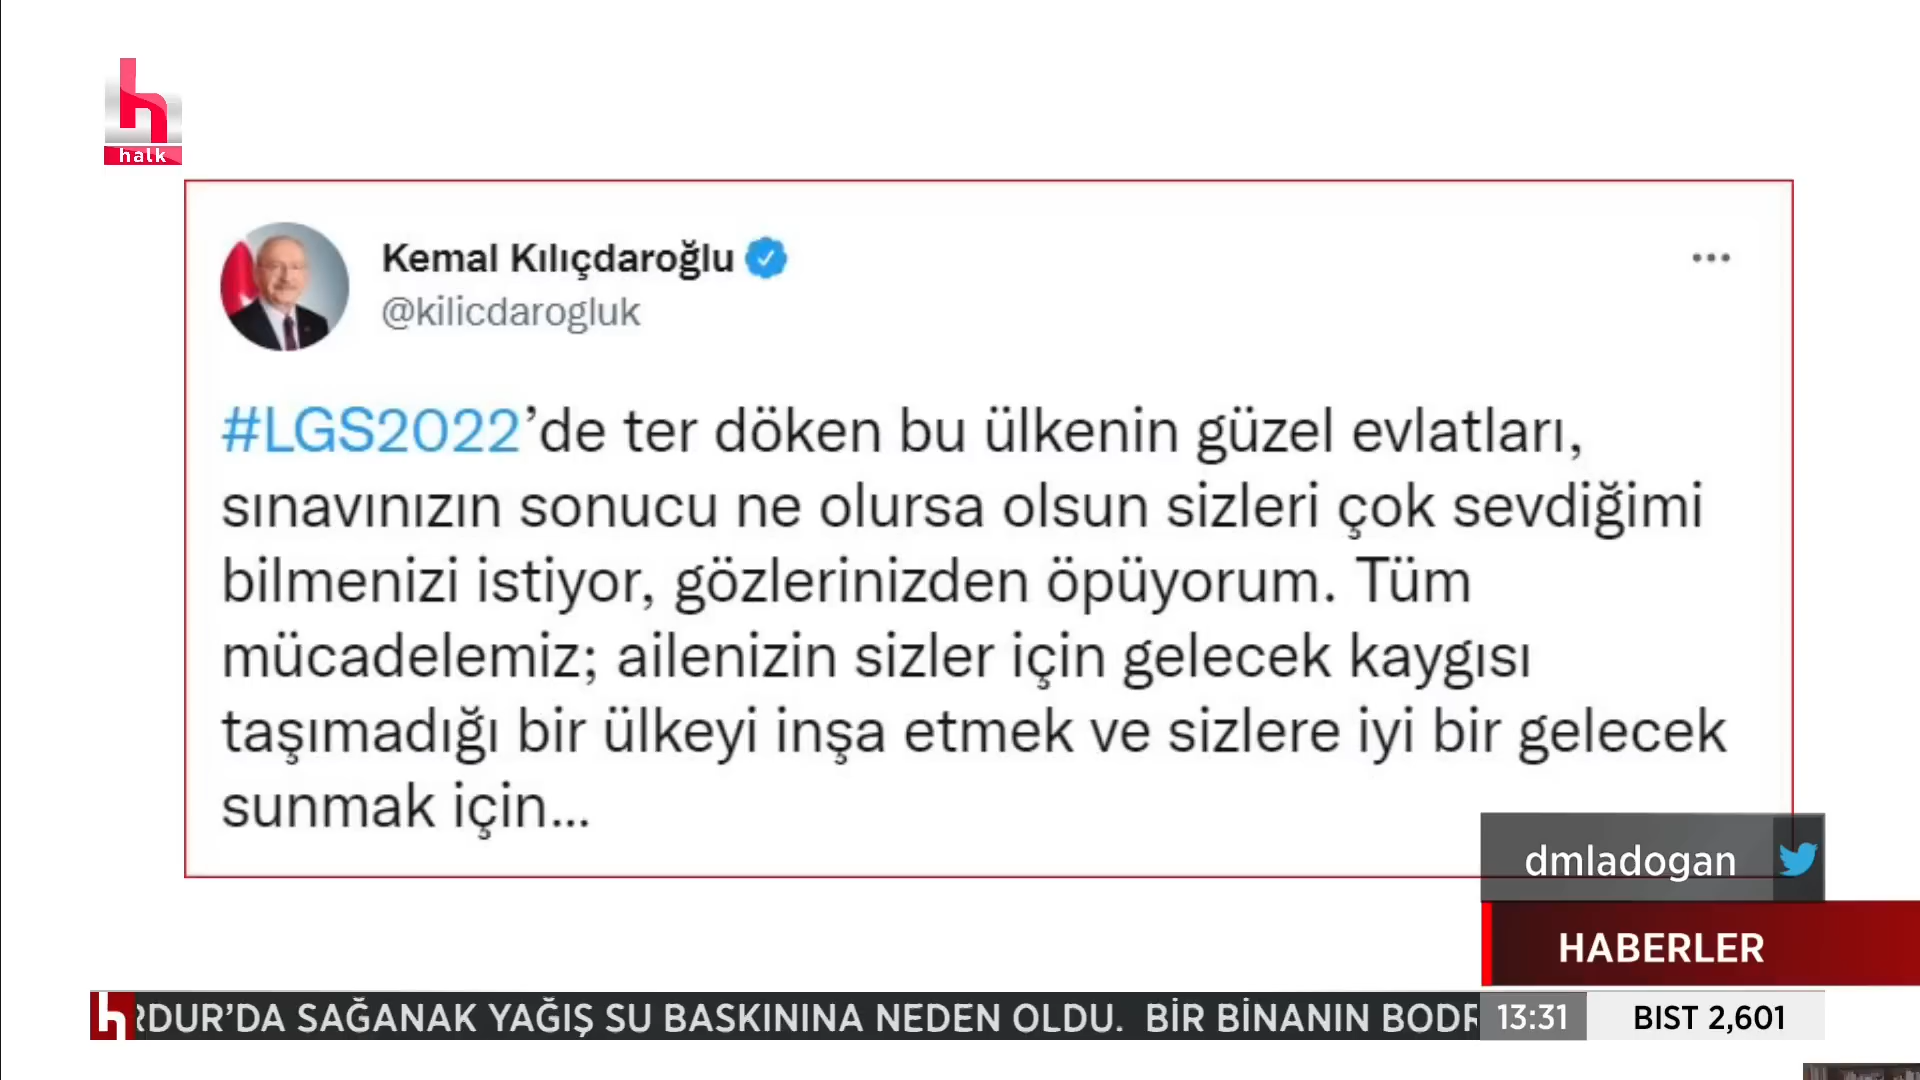 halk
Kemal Kılıçdaroğlu
@kilicdarogluk
#LGS2022’de ter döken bu ülkenin güzel evlatları,
sınavınızın sonucu ne olursa olsun sizleri çok sevdiğimi
bilmenizi istiyor, gözlerinizden öpüyorum. Tüm
mücadelemiz; ailenizin sizler için gelecek kaygısı
taşımadığı bir ülkeyi inşa etmek ve sizlere iyi bir gelecek
sunmak için...
dmladogan
HABERLER
RDUR’DA SAĞANAK YAĞIŞ SU BASKININA NEDEN OLDU. BİR BİNANIN BODR
13:31
BIST 2,601